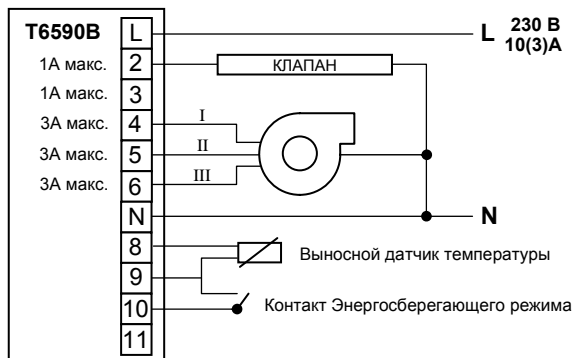 T6590B L L 230 В
10(3)А
1А макс. 2 КЛАПАН
1А макс. 3
3А макс. 4 I
3А макс. 5 II
3А макс. 6 III
N N
8 Выносной датчик температуры
9
10 Контакт Энергосберегающего режима
11